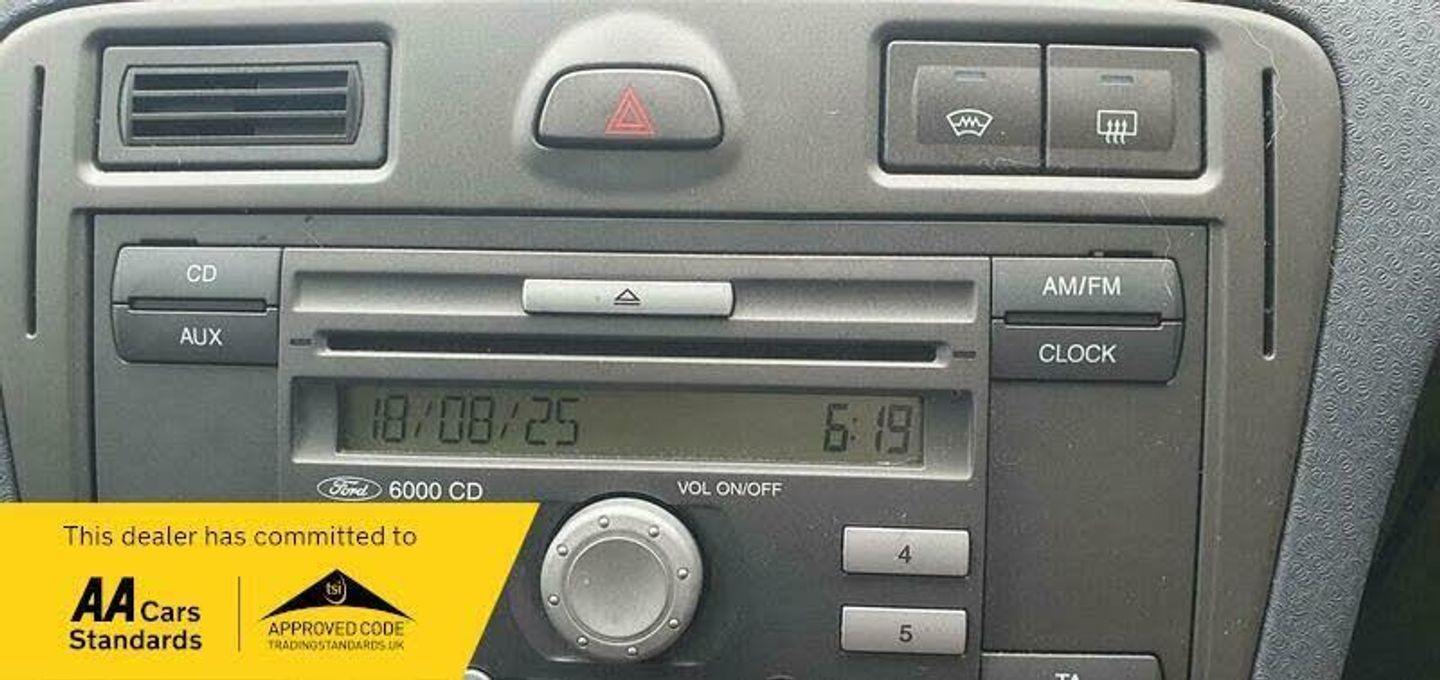 CD
AUX
AM/FM
CLOCK
18/08/25 6:19
Ford 6000 CD
VOL ON/OFF
4
5
TA
This dealer has committed to
AA Cars
Standards
tsi
APPROVED CODE
TRADINGSTANDARDS.UK